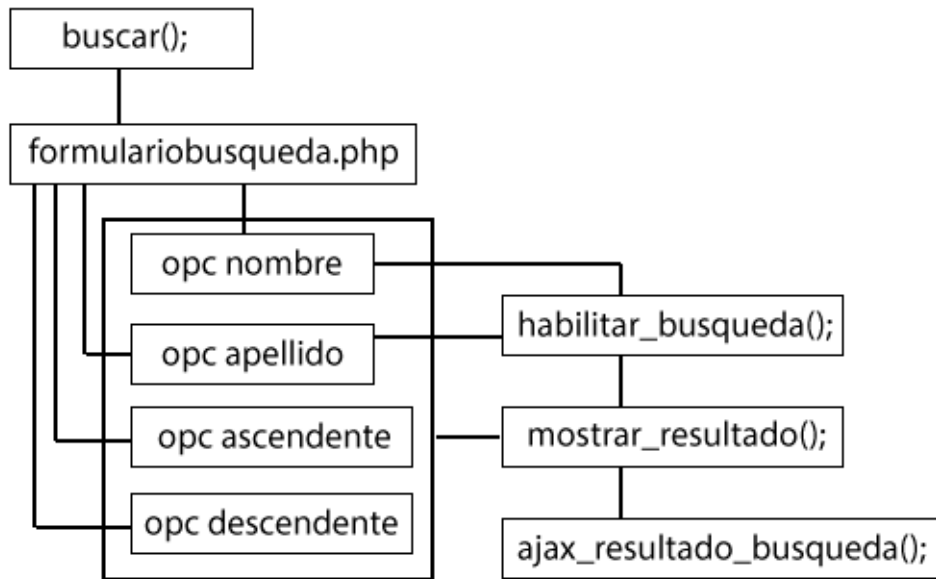 buscar();
formulariobusqueda.php
opc nombre
habilitar_busqueda();
opc apellido
opc ascendente
mostrar_resultado();
opc descendente
ajax_resultado_busqueda();